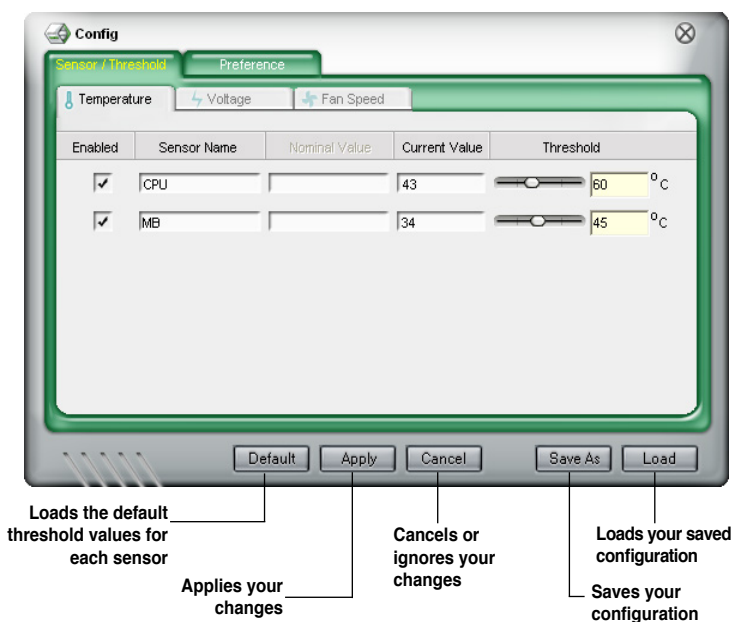 Config
Sensor / Threshold Preference
Temperature Voltage Fan Speed
Enabled Sensor Name Nominal Value Current Value Threshold
CPU 43 60 °C
MB 34 45 °C
Default Apply Cancel Save As Load
Loads the default
threshold values for
each sensor
Applies your
changes
Cancels or
ignores your
changes
Saves your
configuration
Loads your saved
configuration